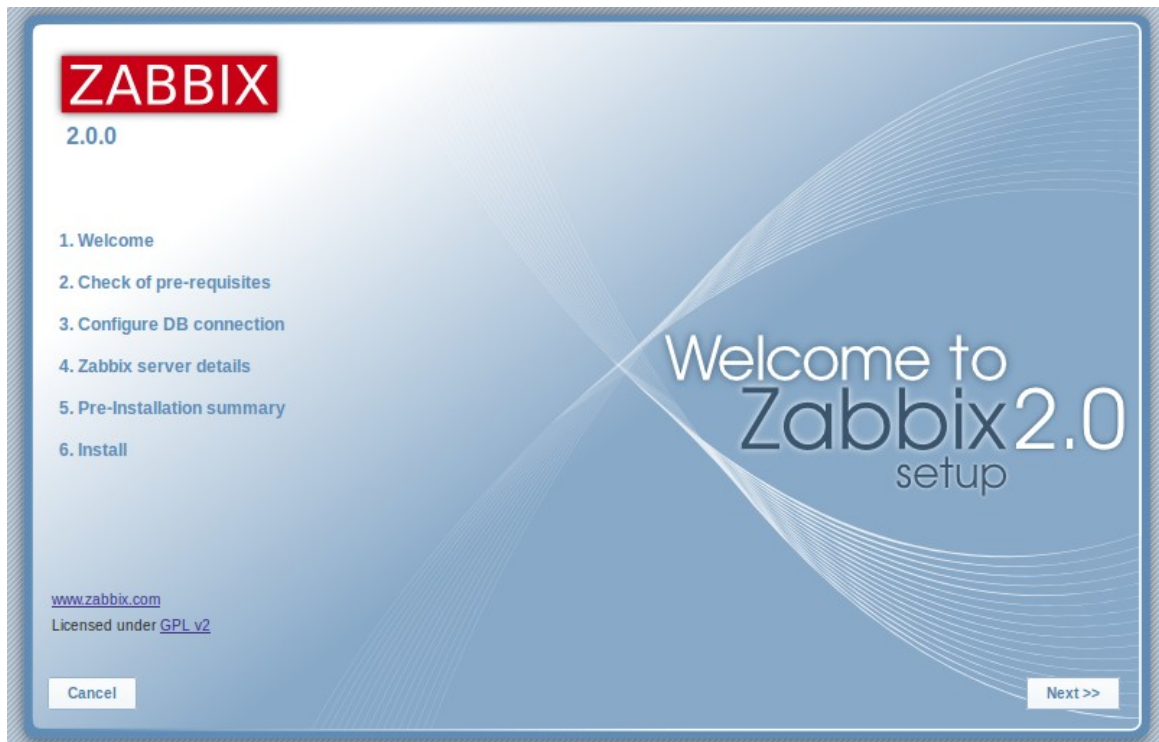 ZABBIX
2.0.0
1. Welcome
2. Check of pre-requisites
3. Configure DB connection
4. Zabbix server details
5. Pre-Installation summary
6. Install
Welcome to
Zabbix 2.0
setup
www.zabbix.com
Licensed under GPL v2
Cancel
Next >>